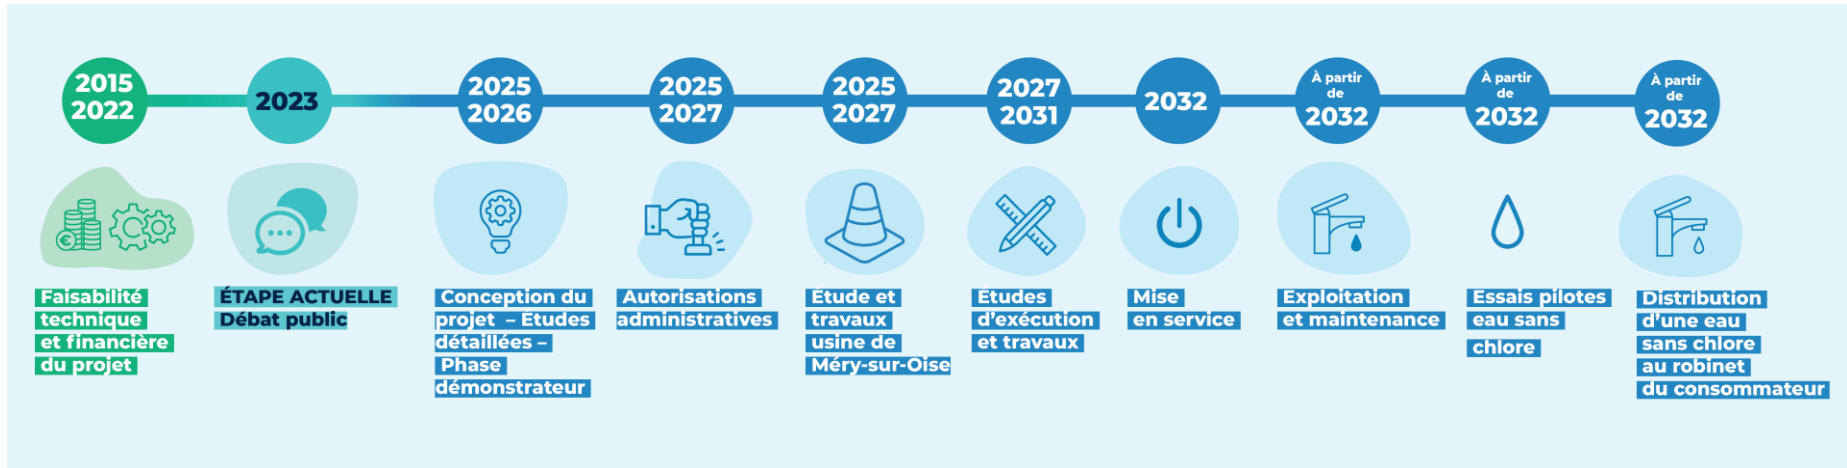 2015
2022
2023
2025
2026
2025
2027
2025
2027
2027
2031
2032
À partir
de
2032
À partir
de
2032
À partir
de
2032
€
Faisabilité
technique
et financière
du projet
ÉTAPE ACTUELLE
Débat public
Conception du
projet – Études
détaillées –
Phase
démonstrateur
Autorisations
administratives
Étude et
travaux
usine de
Méry-sur-Oise
Études
d'exécution
et travaux
Mise
en service
Exploitation
et maintenance
Essais pilotes
eau sans
chlore
Distribution
d'une eau
sans chlore
au robinet
du consommateur